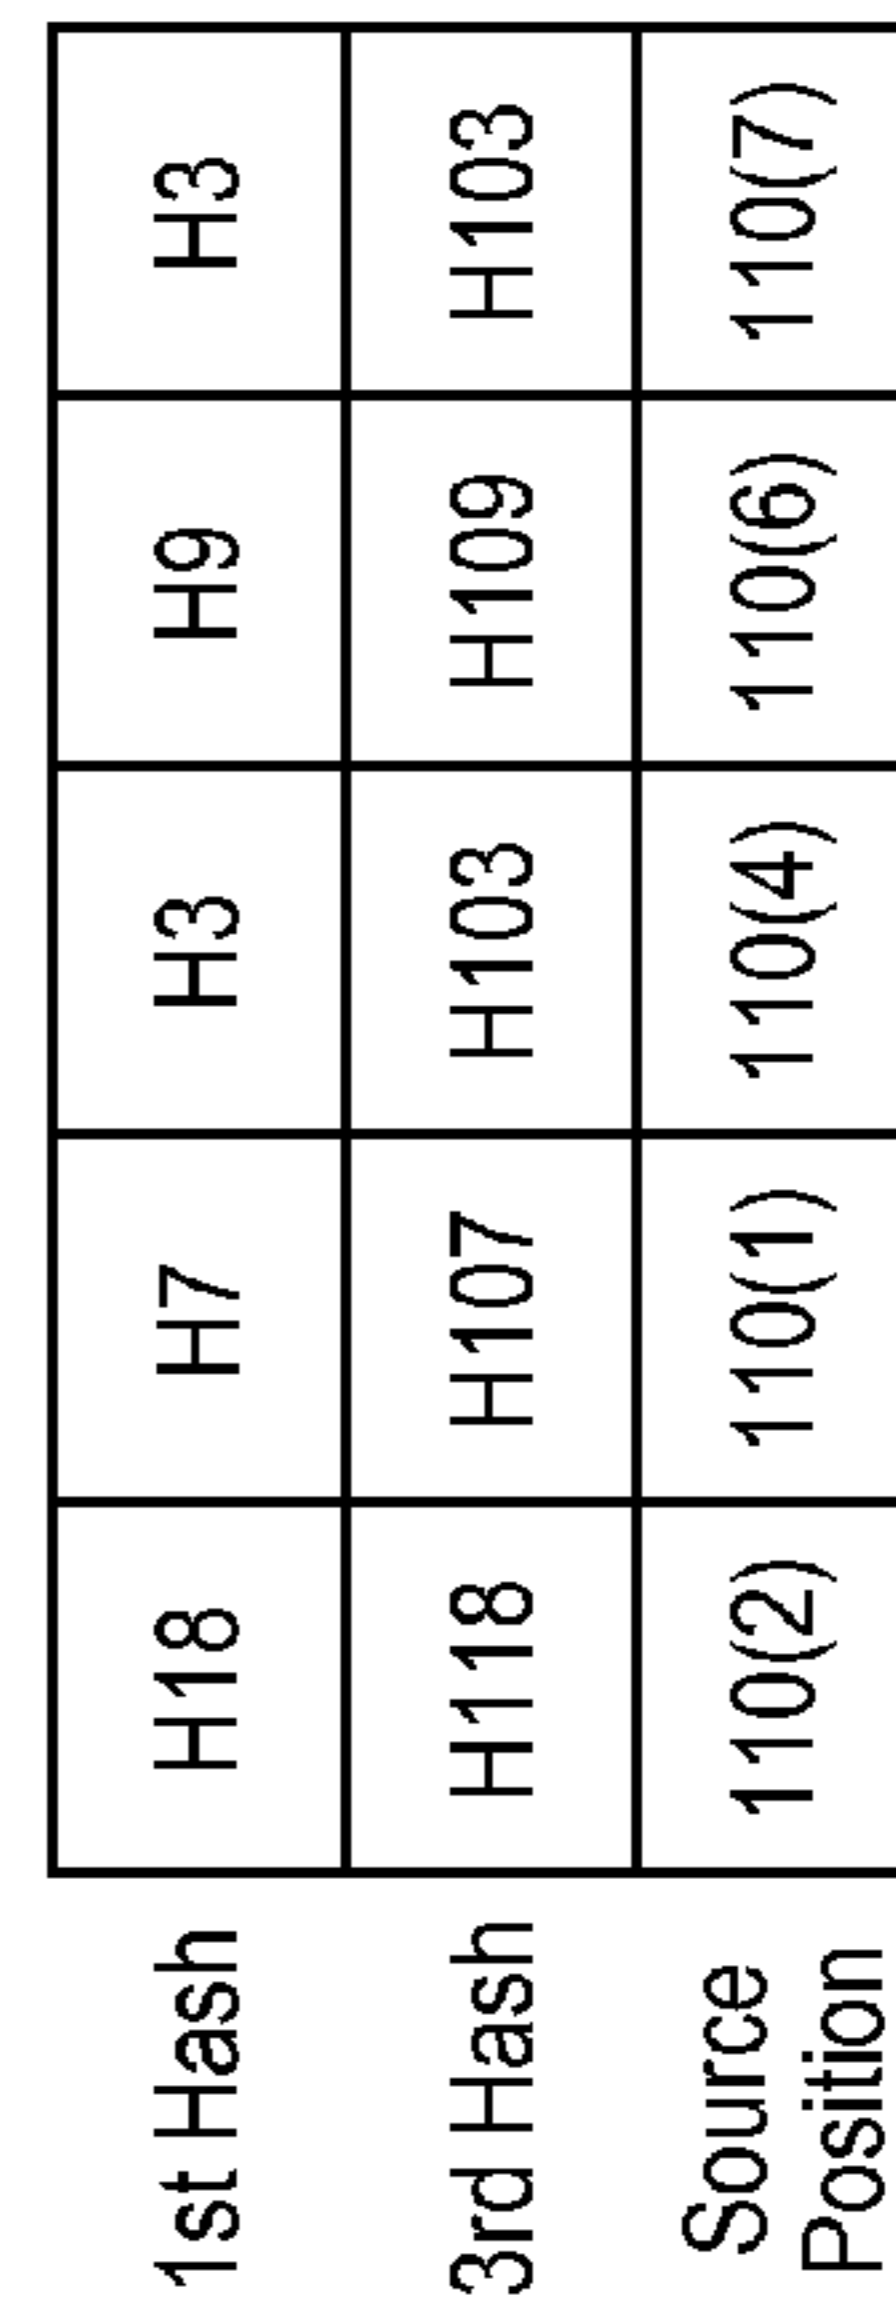 1st Hash H18 H7 H3 H9 H3
3rd Hash H118 H107 H103 H109 H103
Source
Position 110(2) 110(1) 110(4) 110(6) 110(7)